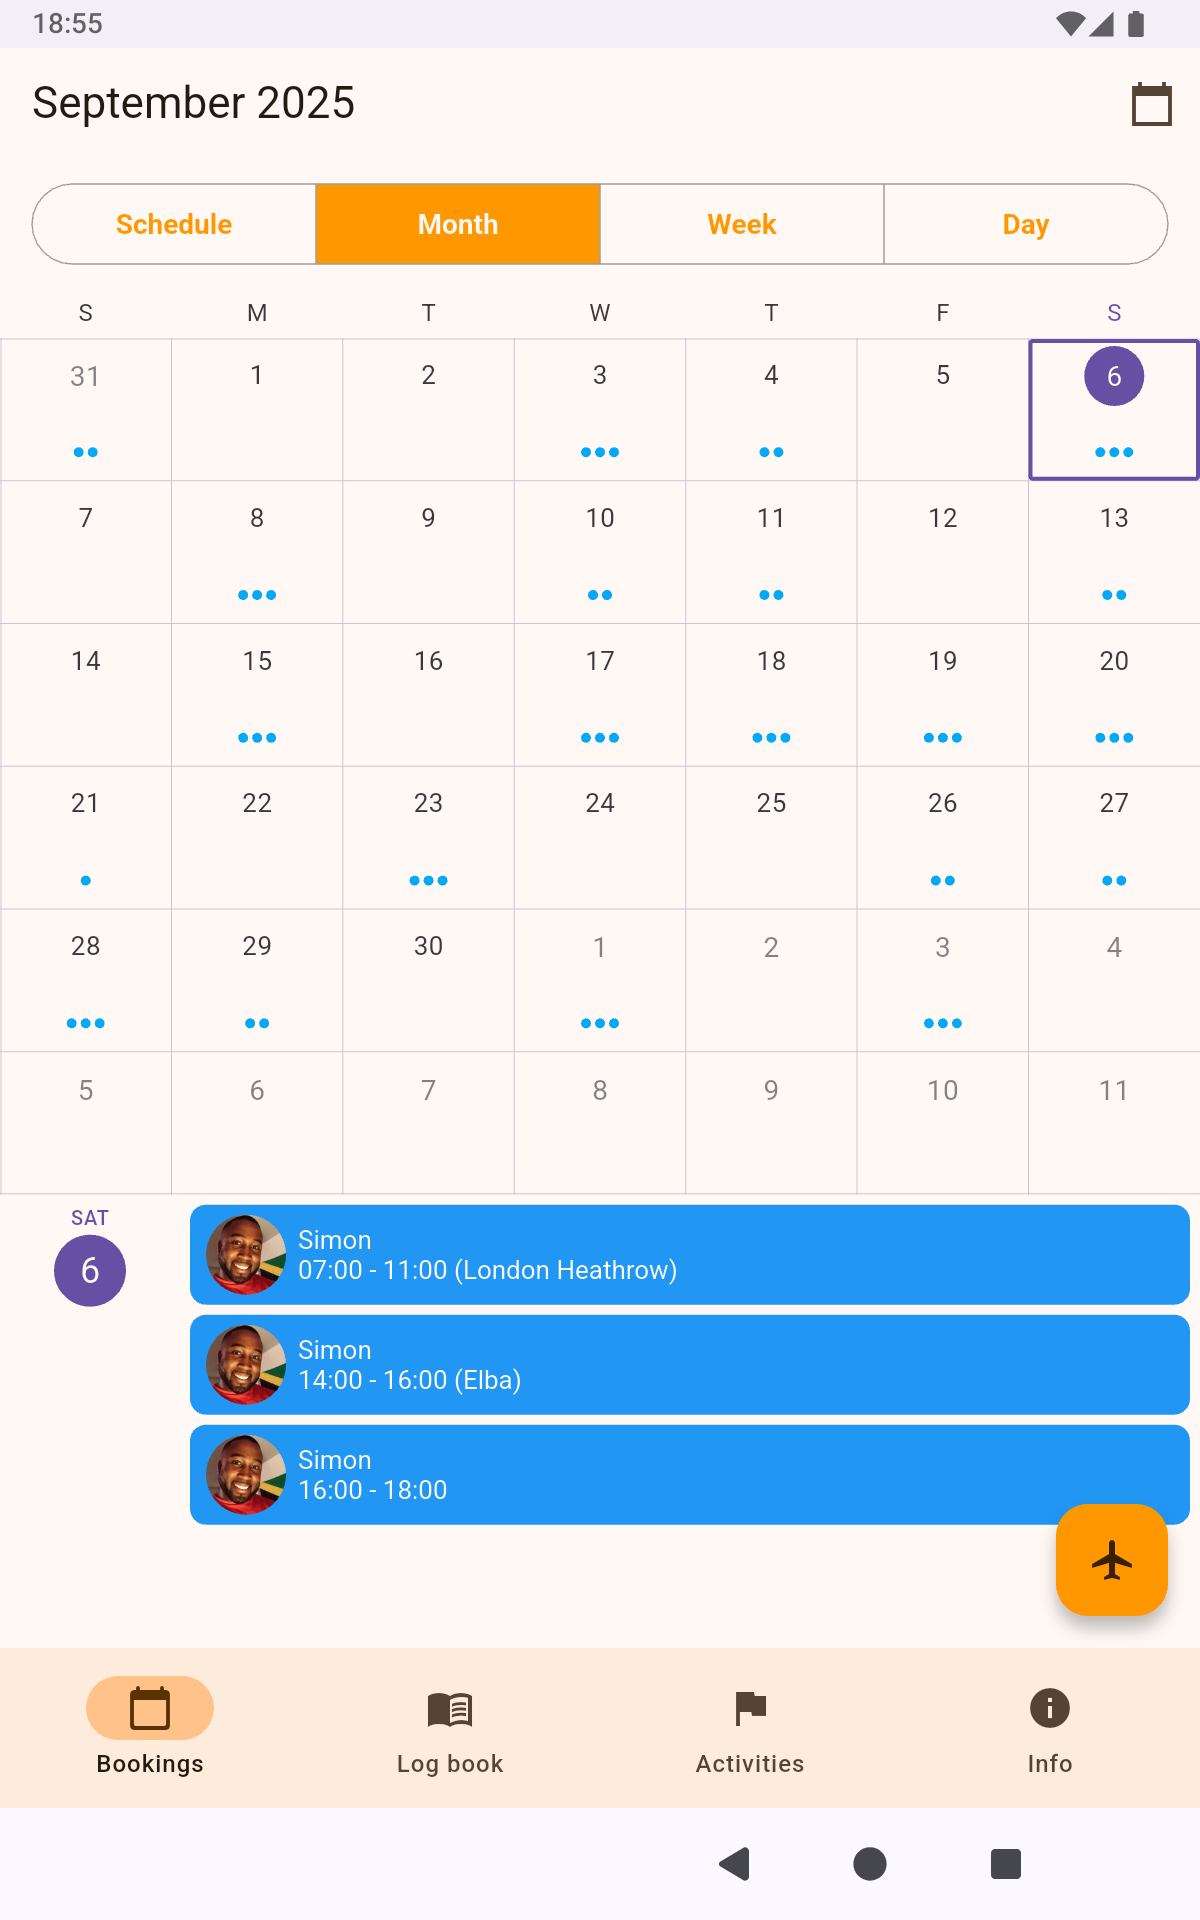 18:55
September 2025
Schedule Month Week Day
S M T W T F S
31 1 2 3 4 5 6
7 8 9 10 11 12 13
14 15 16 17 18 19 20
21 22 23 24 25 26 27
28 29 30 1 2 3 4
5 6 7 8 9 10 11
SAT
6
Simon
07:00 - 11:00 (London Heathrow)
Simon
14:00 - 16:00 (Elba)
Simon
16:00 - 18:00
Bookings Log book Activities Info